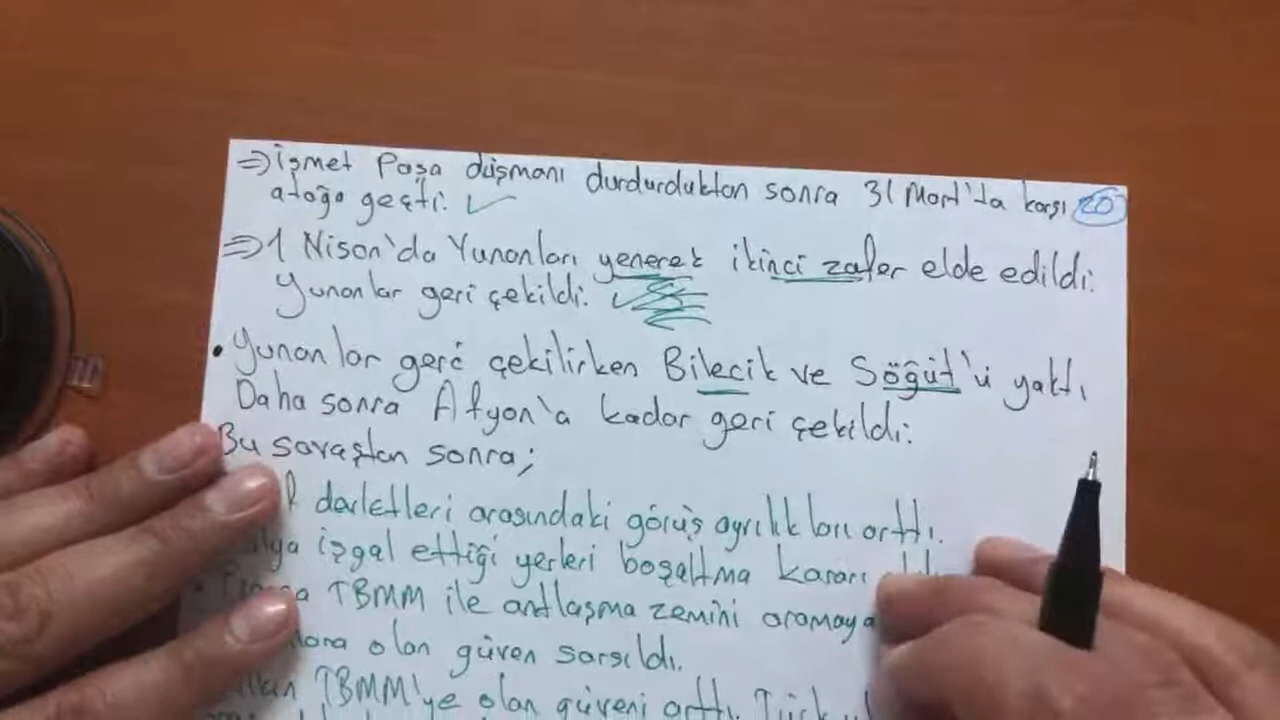 ⇒ İsmet Paşa düşmanı durdurduktan sonra 31 Mart'ta karşı 20
atağa geçti. ✓
⇒ 1 Nisan'da Yunanları yenerek ikinci zafer elde edildi.
Yunanlar geri çekildi.
• Yunanlar geri çekilirken Bilecik ve Söğüt'ü yaktı
Daha sonra Afyon'a kadar geri çekildi.
Bu savaştan sonra;
devletleri arasındaki görüş ayrılıkları arttı.
işgal ettiği yerleri boşaltma kararı
TBMM ile antlaşma zemini aramaya
olan güven sarsıldı.
TBMM'ye olan güveni arttı.